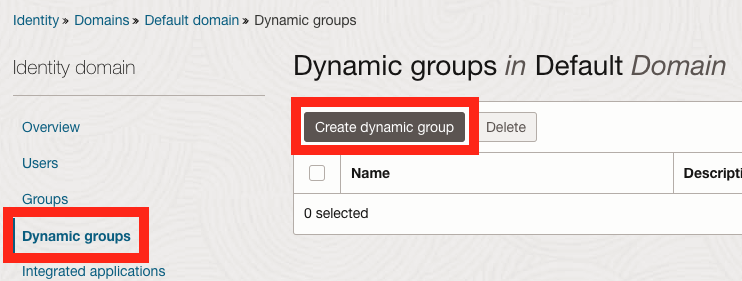 Identity » Domains » Default domain » Dynamic groups
Identity domain
Overview
Users
Groups
Dynamic groups
Integrated applications
Dynamic groups in Default Domain
Create dynamic group
Delete
Name
Descripti
0 selected